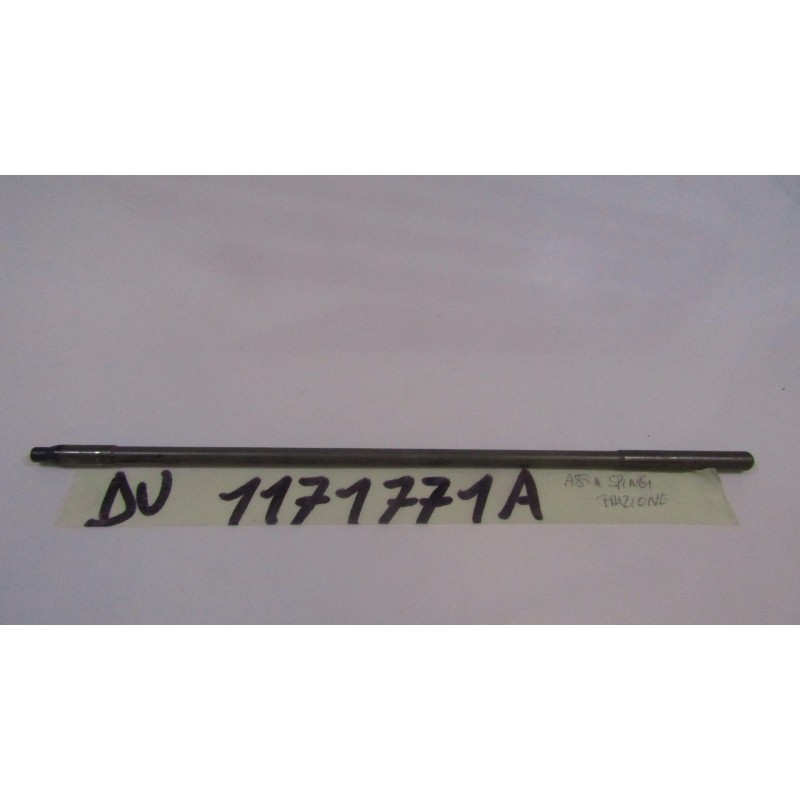 DU 1171771A
ASTA SPINGI
FRIZIONE